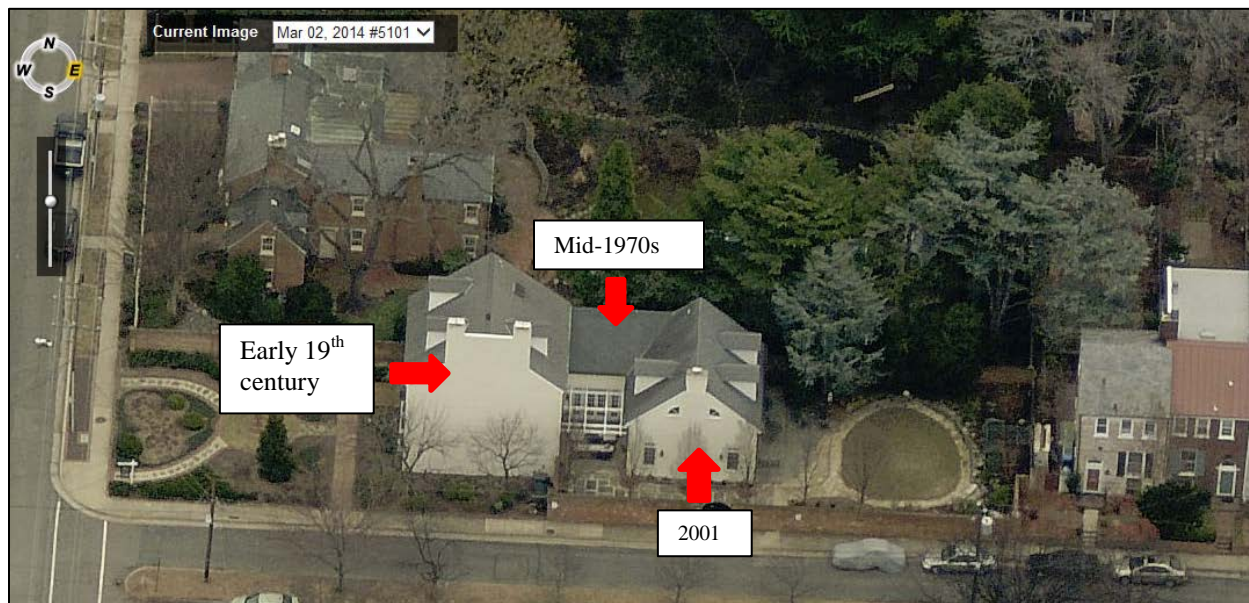 Current Image Mar 02, 2014 #5101
N
W E
S
Mid-1970s
Early 19th
century
2001